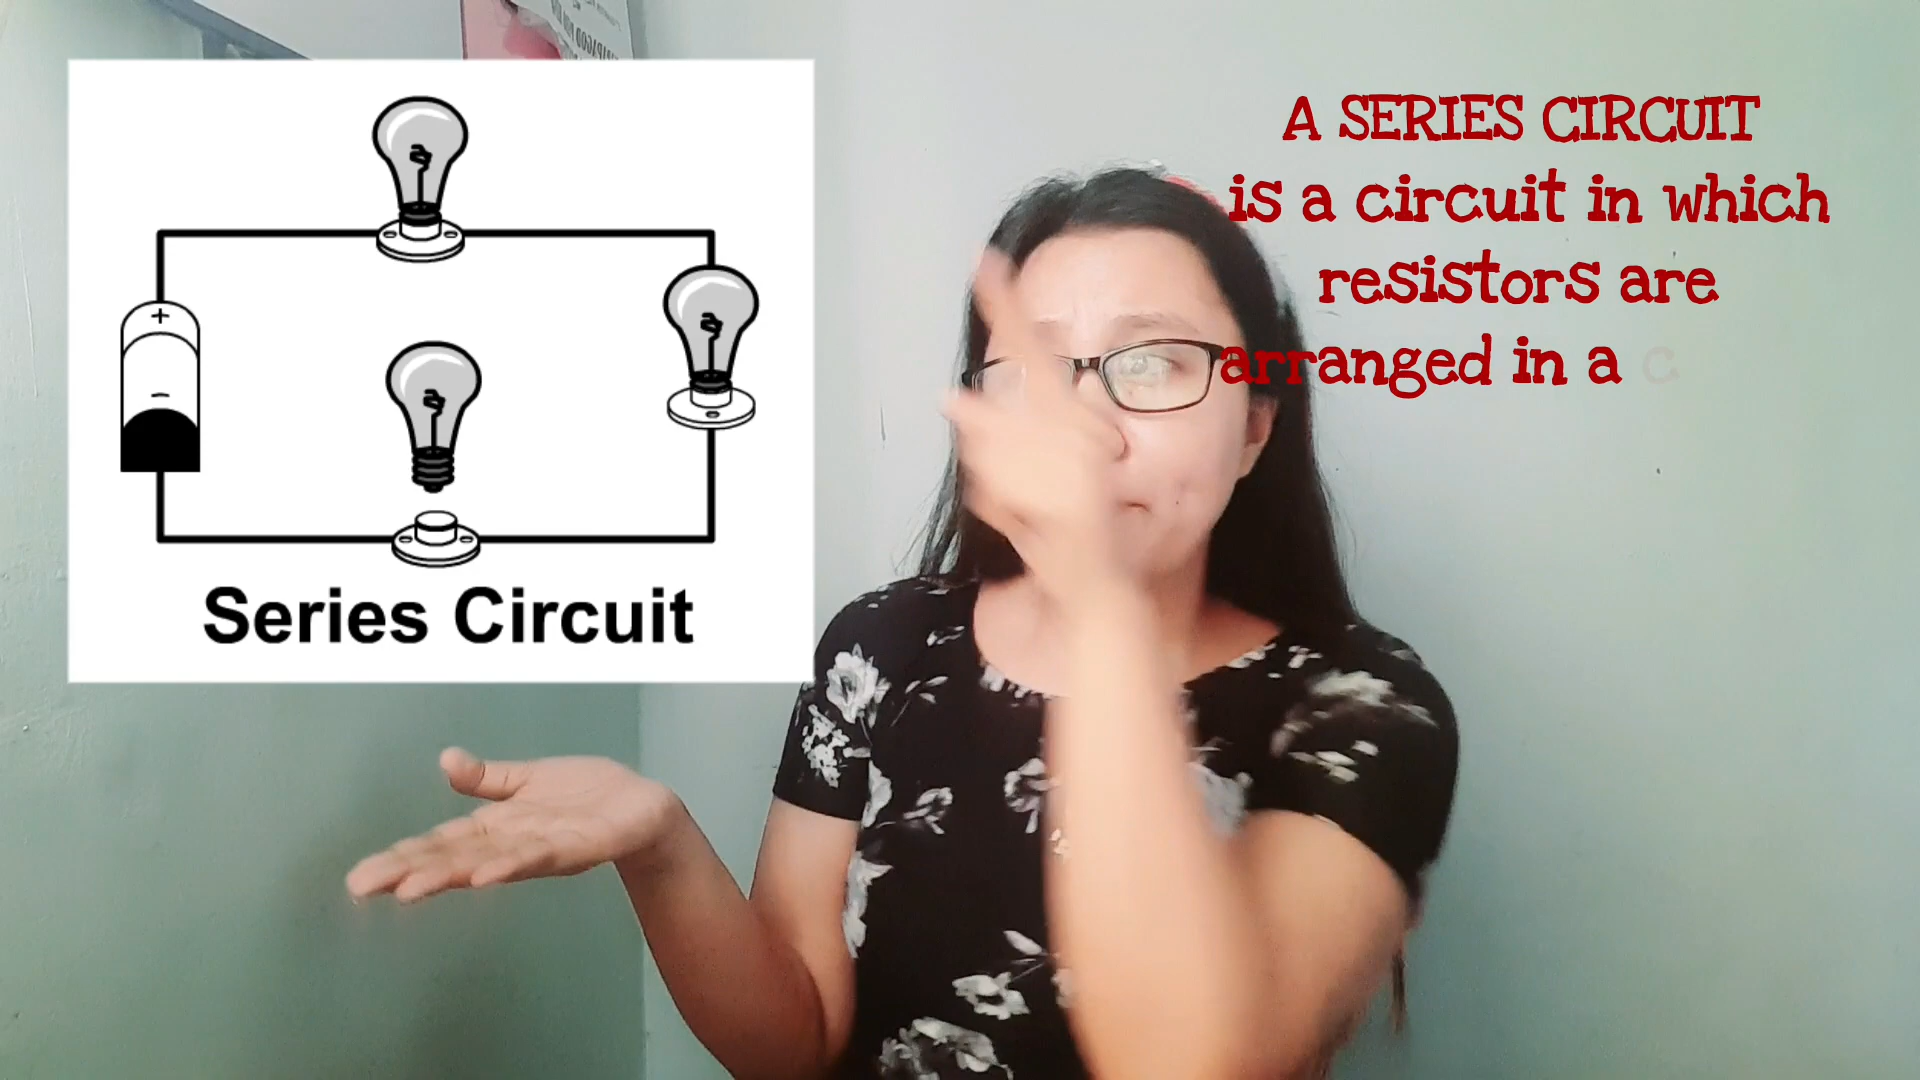 +
−
Series Circuit
A SERIES CIRCUIT
is a circuit in which
resistors are
arranged in a c